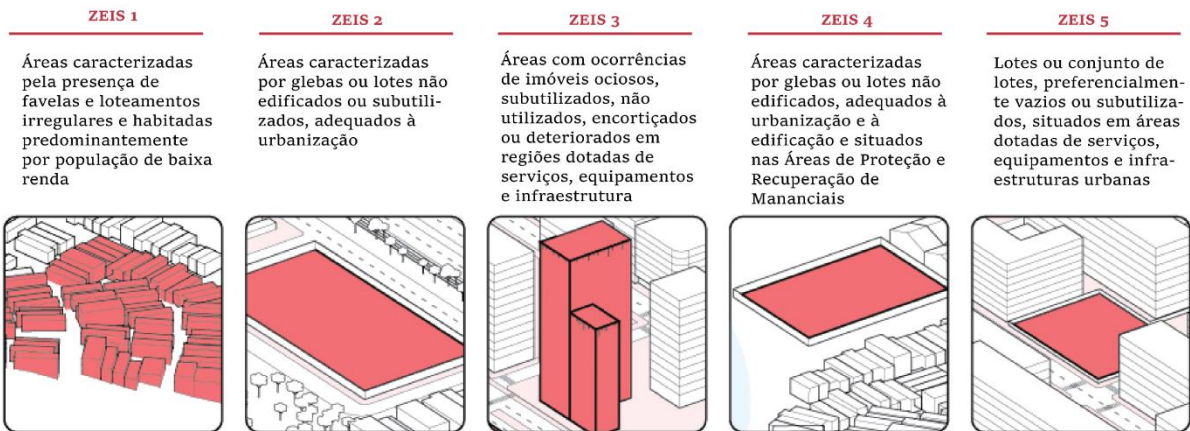 ZEIS 1
Áreas caracterizadas
pela presença de
favelas e loteamentos
irregulares e habitadas
predominantemente
por população de baixa
renda
ZEIS 2
Áreas caracterizadas
por glebas ou lotes não
edificados ou subutili-
zados, adequados à
urbanização
ZEIS 3
Áreas com ocorrências
de imóveis ociosos,
subutilizados, não
utilizados, encortiçados
ou deteriorados em
regiões dotadas de
serviços, equipamentos
e infraestrutura
ZEIS 4
Áreas caracterizadas
por glebas ou lotes não
edificados, adequados à
urbanização e à
edificação e situados
nas Áreas de Proteção e
Recuperação de
Mananciais
ZEIS 5
Lotes ou conjunto de
lotes, preferencialmen-
te vazios ou subutiliza-
dos, situados em áreas
dotadas de serviços,
equipamentos e infra-
estruturas urbanas